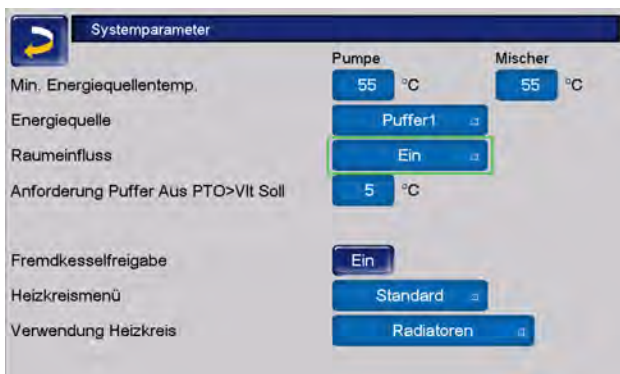 Systemparameter
Pumpe Mischer
Min. Energiequellentemp. 55 °C 55 °C
Energiequelle Puffer1
Raumeinfluss Ein
Anforderung Puffer Aus PTO>Vlt Soll 5 °C
Fremdkesselfreigabe Ein
Heizkreismenü Standard
Verwendung Heizkreis Radiatoren